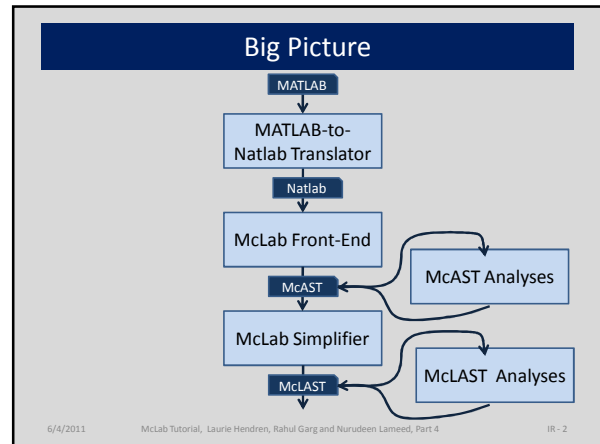 Big Picture
MATLAB
MATLAB-to-
Natlab Translator
Natlab
McLab Front-End
McAST
McAST Analyses
McLab Simplifier
McLAST
McLAST Analyses
6/4/2011 McLab Tutorial, Laurie Hendren, Rahul Garg and Nurudeen Lameed, Part 4 IR - 2